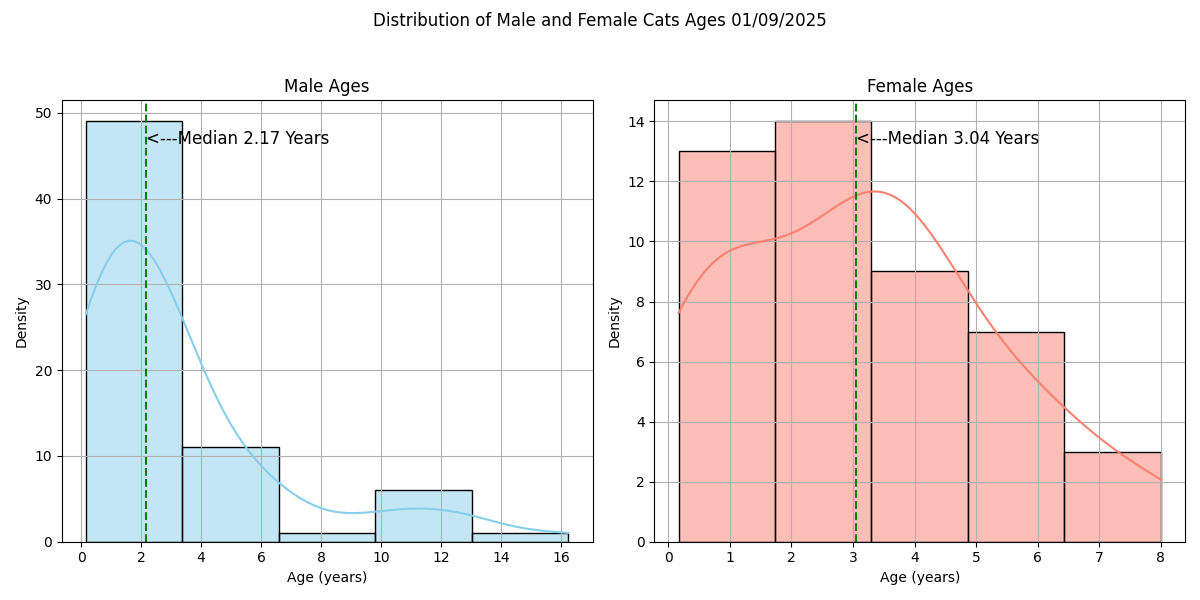 Distribution of Male and Female Cats Ages 01/09/2025
Male Ages
50
40
30
20
10
0
Density
<---Median 2.17 Years
0 2 4 6 8 10 12 14 16
Age (years)
Female Ages
14
12
10
8
6
4
2
0
Density
<---Median 3.04 Years
0 1 2 3 4 5 6 7 8
Age (years)